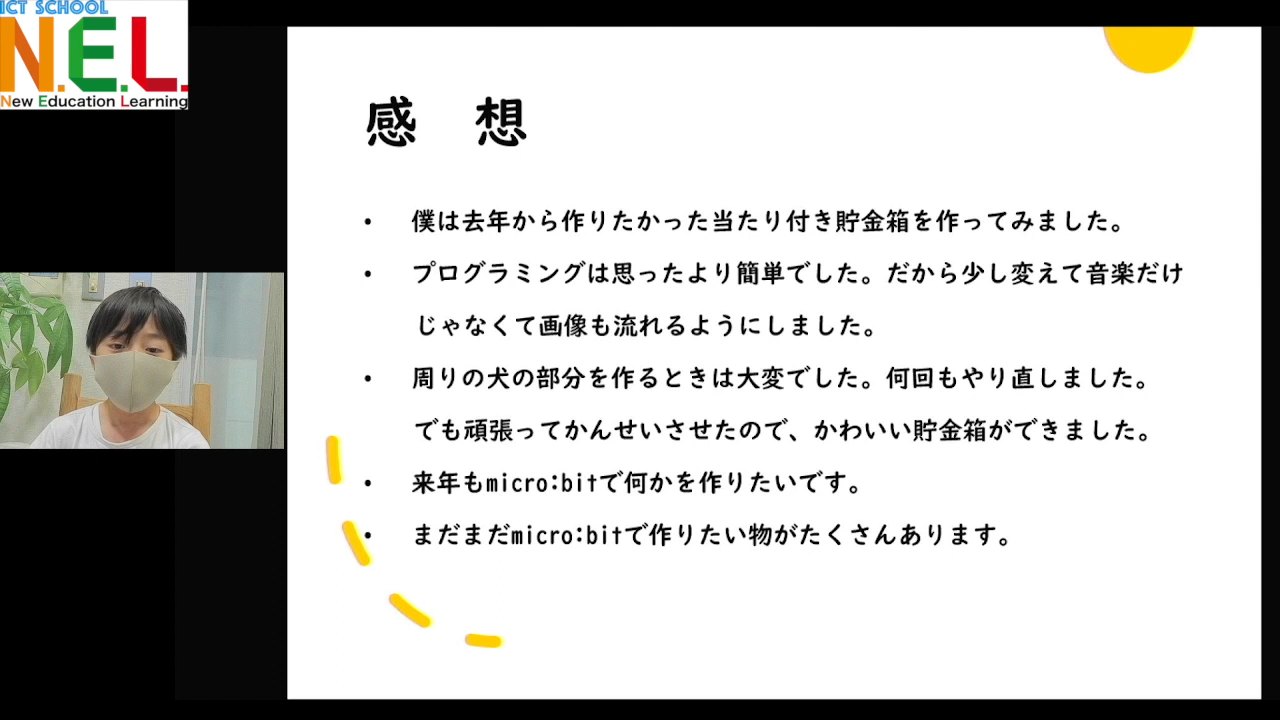 ICT SCHOOL
N.E.L.
New Education Learning
感 想
• 僕は去年から作りたかった当たり付き貯金箱を作ってみました。
• プログラミングは思ったより簡単でした。だから少し変えて音楽だけ
じゃなくて画像も流れるようにしました。
• 周りの犬の部分を作るときは大変でした。何回もやり直しました。
でも頑張ってかんせいさせたので、かわいい貯金箱ができました。
• 来年もmicro:bitで何かを作りたいです。
• まだまだmicro:bitで作りたい物がたくさんあります。